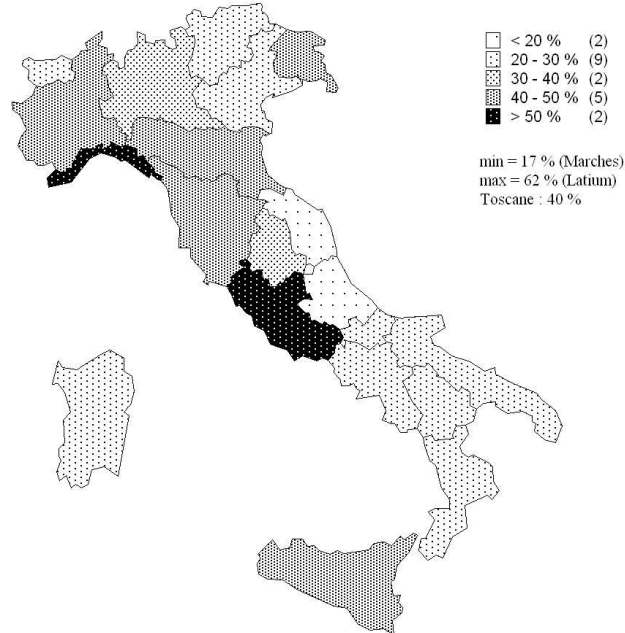 < 20 % (2)
20 - 30 % (9)
30 - 40 % (2)
40 - 50 % (5)
> 50 % (2)
min = 17 % (Marches)
max = 62 % (Latium)
Toscane : 40 %